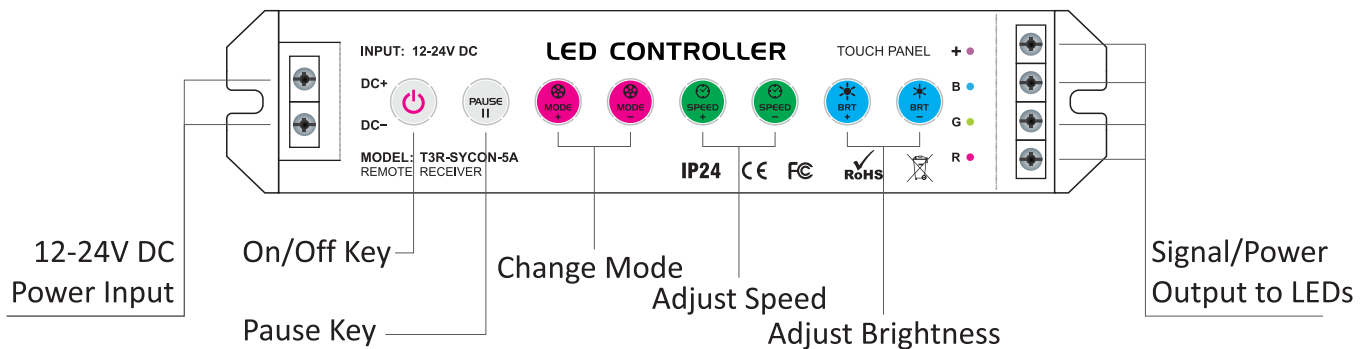 INPUT: 12-24V DC
LED CONTROLLER
TOUCH PANEL
+
DC+
DC−
PAUSE
II
MODE
+
MODE
−
SPEED
+
SPEED
−
BRT
+
BRT
−
B
G
R
MODEL: T3R-SYCON-5A
REMOTE RECEIVER
IP24
CE
FC
RoHS
12-24V DC
Power Input
On/Off Key
Pause Key
Change Mode
Adjust Speed
Adjust Brightness
Signal/Power
Output to LEDs